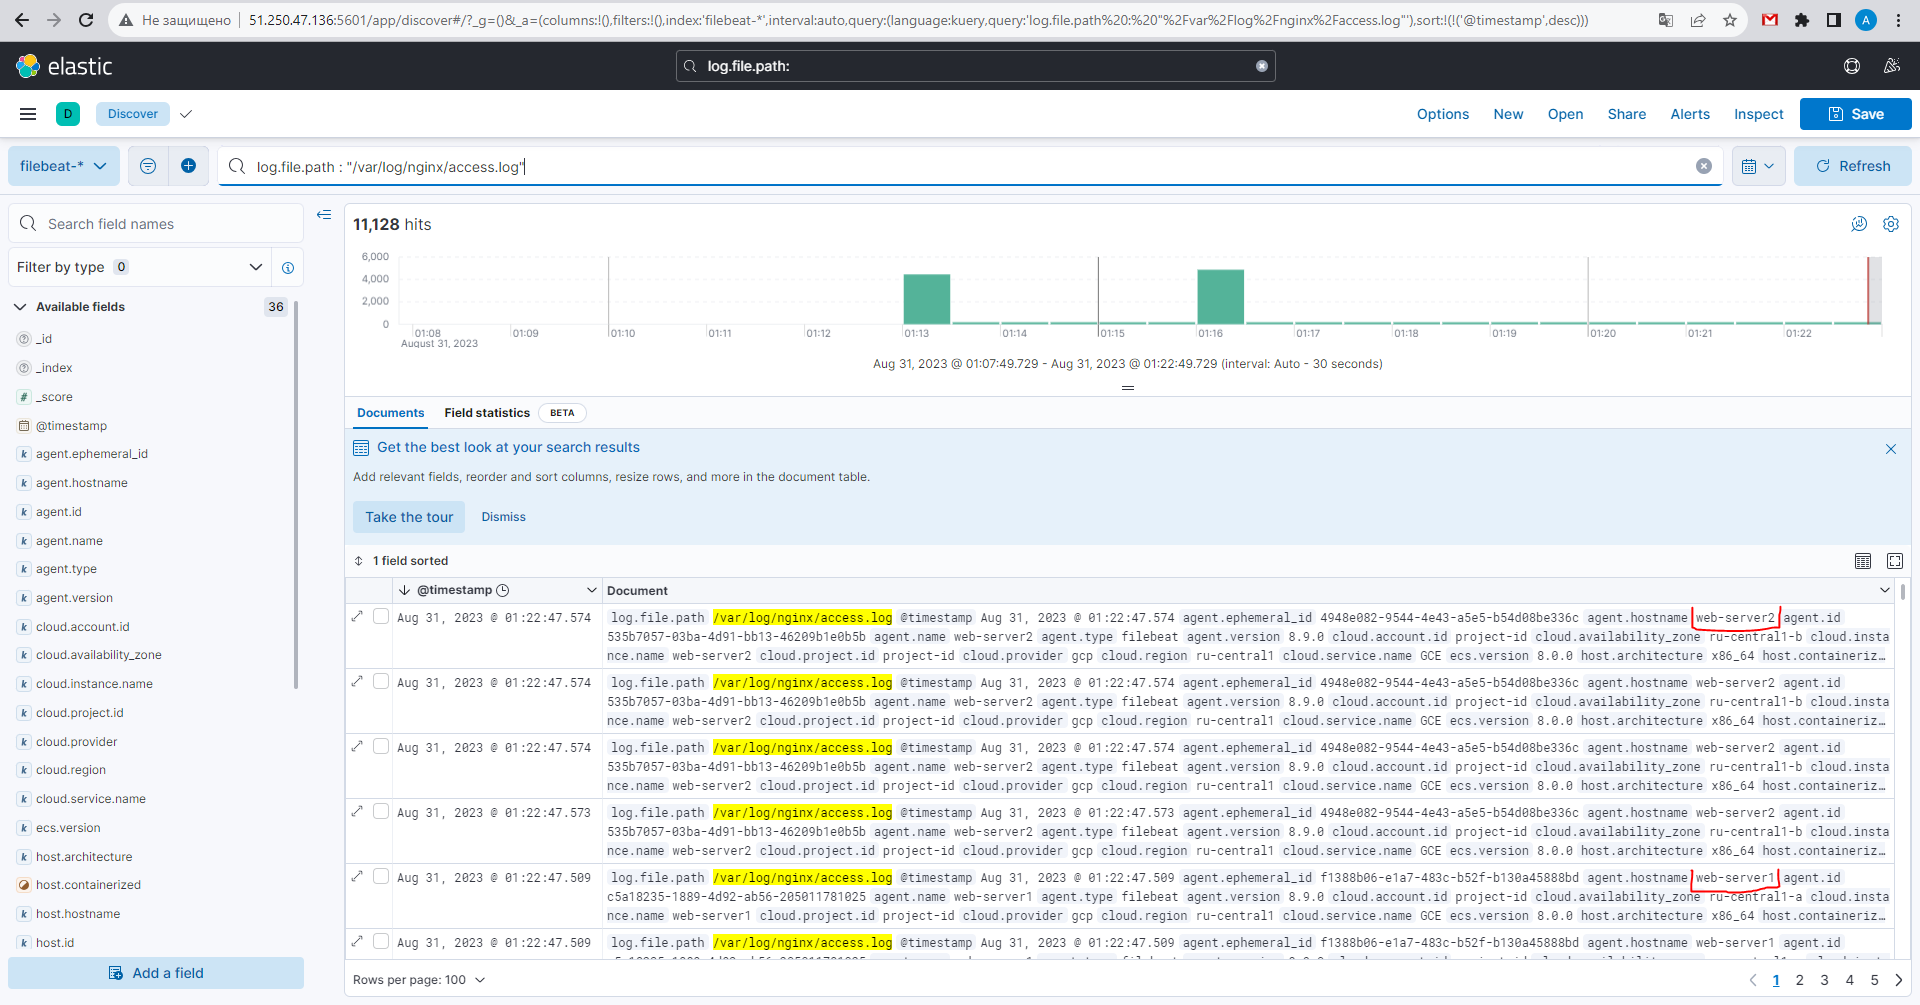 Не защищено 51.250.47.136:5601/app/discover#/?_g=()&_a=(columns:!(),filters:!(),index:'filebeat-*',interval:auto,query:(language:kuery,query:'log.file.path%20:%20"%2Fvar%2Flog%2Fnginx%2Faccess.log"'),sort:!(!('@timestamp',desc)))
A
elastic
log.file.path:
D Discover Options New Open Share Alerts Inspect Save
filebeat-* log.file.path : "/var/log/nginx/access.log" Refresh
Search field names
Filter by type 0
Available fields 36
_id
_index
_score
@timestamp
agent.ephemeral_id
agent.hostname
agent.id
agent.name
agent.type
agent.version
cloud.account.id
cloud.availability_zone
cloud.instance.name
cloud.project.id
cloud.provider
cloud.region
cloud.service.name
ecs.version
host.architecture
host.containerized
host.hostname
host.id
Add a field
11,128 hits
6,000
4,000
2,000
0
01:08 01:09 01:10 01:11 01:12 01:13 01:14 01:15 01:16 01:17 01:18 01:19 01:20 01:21 01:22
August 31, 2023
Aug 31, 2023 @ 01:07:49.729 - Aug 31, 2023 @ 01:22:49.729 (interval: Auto - 30 seconds)
Documents Field statistics BETA
Get the best look at your search results
Add relevant fields, reorder and sort columns, resize rows, and more in the document table.
Take the tour Dismiss
1 field sorted
@timestamp Document
Aug 31, 2023 @ 01:22:47.574 log.file.path /var/log/nginx/access.log @timestamp Aug 31, 2023 @ 01:22:47.574 agent.ephemeral_id 4948e082-9544-4e43-a5e5-b54d08be336c agent.hostname web-server2 agent.id
535b7057-03ba-4d91-bb13-46209b1e0b5b agent.name web-server2 agent.type filebeat agent.version 8.9.0 cloud.account.id project-id cloud.availability_zone ru-central1-b cloud.insta
nce.name web-server2 cloud.project.id project-id cloud.provider gcp cloud.region ru-central1 cloud.service.name GCE ecs.version 8.0.0 host.architecture x86_64 host.containeriz…
Aug 31, 2023 @ 01:22:47.574 log.file.path /var/log/nginx/access.log @timestamp Aug 31, 2023 @ 01:22:47.574 agent.ephemeral_id 4948e082-9544-4e43-a5e5-b54d08be336c agent.hostname web-server2 agent.id
535b7057-03ba-4d91-bb13-46209b1e0b5b agent.name web-server2 agent.type filebeat agent.version 8.9.0 cloud.account.id project-id cloud.availability_zone ru-central1-b cloud.insta
nce.name web-server2 cloud.project.id project-id cloud.provider gcp cloud.region ru-central1 cloud.service.name GCE ecs.version 8.0.0 host.architecture x86_64 host.containeriz…
Aug 31, 2023 @ 01:22:47.574 log.file.path /var/log/nginx/access.log @timestamp Aug 31, 2023 @ 01:22:47.574 agent.ephemeral_id 4948e082-9544-4e43-a5e5-b54d08be336c agent.hostname web-server2 agent.id
535b7057-03ba-4d91-bb13-46209b1e0b5b agent.name web-server2 agent.type filebeat agent.version 8.9.0 cloud.account.id project-id cloud.availability_zone ru-central1-b cloud.insta
nce.name web-server2 cloud.project.id project-id cloud.provider gcp cloud.region ru-central1 cloud.service.name GCE ecs.version 8.0.0 host.architecture x86_64 host.containeriz…
Aug 31, 2023 @ 01:22:47.573 log.file.path /var/log/nginx/access.log @timestamp Aug 31, 2023 @ 01:22:47.573 agent.ephemeral_id 4948e082-9544-4e43-a5e5-b54d08be336c agent.hostname web-server2 agent.id
535b7057-03ba-4d91-bb13-46209b1e0b5b agent.name web-server2 agent.type filebeat agent.version 8.9.0 cloud.account.id project-id cloud.availability_zone ru-central1-b cloud.insta
nce.name web-server2 cloud.project.id project-id cloud.provider gcp cloud.region ru-central1 cloud.service.name GCE ecs.version 8.0.0 host.architecture x86_64 host.containeriz…
Aug 31, 2023 @ 01:22:47.509 log.file.path /var/log/nginx/access.log @timestamp Aug 31, 2023 @ 01:22:47.509 agent.ephemeral_id f1388b06-e1a7-483c-b52f-b130a45888bd agent.hostname web-server1 agent.id
c5a18235-1889-4d92-ab56-205011781025 agent.name web-server1 agent.type filebeat agent.version 8.9.0 cloud.account.id project-id cloud.availability_zone ru-central1-a cloud.insta
nce.name web-server1 cloud.project.id project-id cloud.provider gcp cloud.region ru-central1 cloud.service.name GCE ecs.version 8.0.0 host.architecture x86_64 host.containeriz…
Aug 31, 2023 @ 01:22:47.509 log.file.path /var/log/nginx/access.log @timestamp Aug 31, 2023 @ 01:22:47.509 agent.ephemeral_id f1388b06-e1a7-483c-b52f-b130a45888bd agent.hostname web-server1 agent.id
Rows per page: 100 1 2 3 4 5